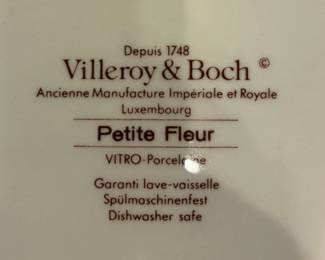 Depuis 1748
Villeroy & Boch ©
Ancienne Manufacture Impériale et Royale
Luxembourg
Petite Fleur
VITRO-Porcelaine
Garanti lave-vaisselle
Spülmaschinenfest
Dishwasher safe